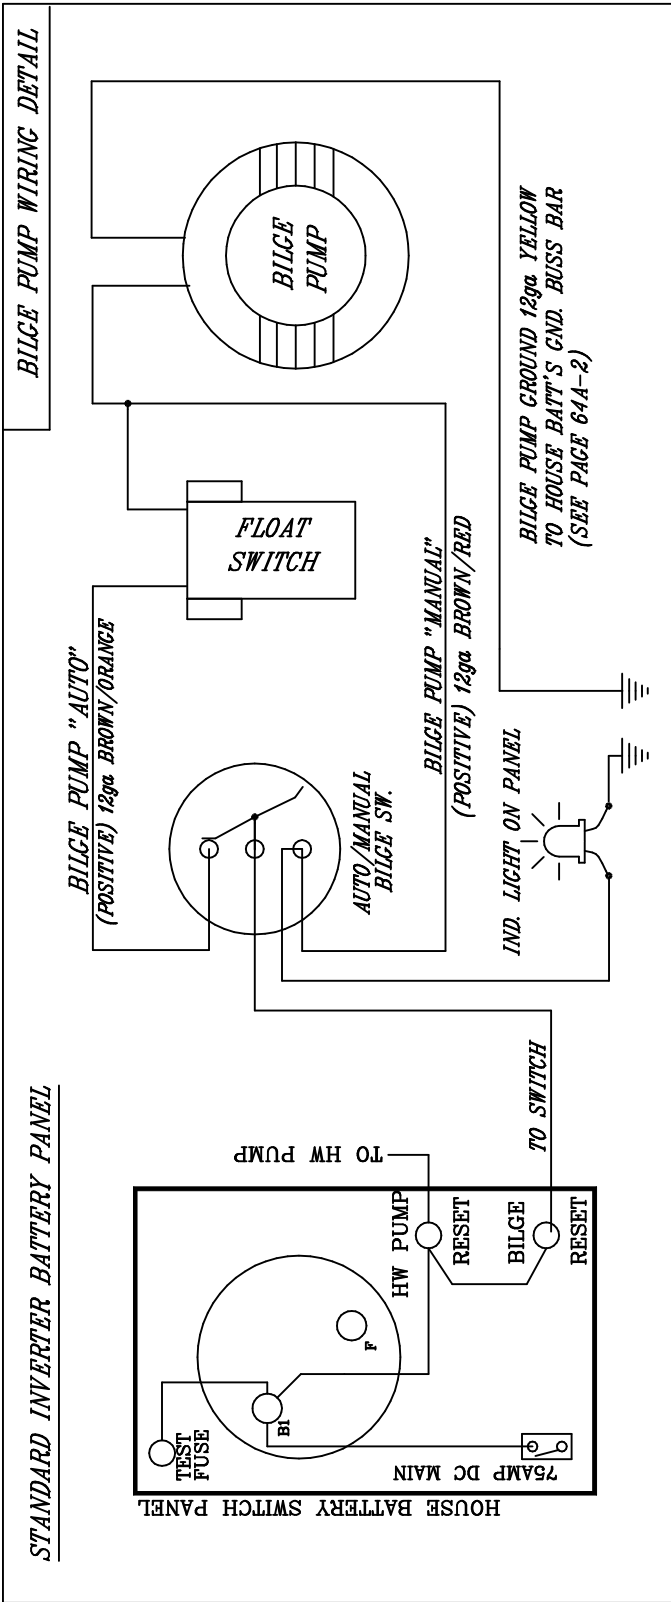 STANDARD INVERTER BATTERY PANEL
BILGE PUMP WIRING DETAIL
HOUSE BATTERY SWITCH PANEL
TEST
FUSE
B1
F
75AMP DC MAIN
HW PUMP
RESET
BILGE
RESET
TO HW PUMP
TO SWITCH
BILGE PUMP "AUTO"
(POSITIVE) 12ga BROWN/ORANGE
AUTO/MANUAL
BILGE SW.
FLOAT
SWITCH
BILGE
PUMP
BILGE PUMP "MANUAL"
(POSITIVE) 12ga BROWN/RED
IND. LIGHT ON PANEL
BILGE PUMP GROUND 12ga YELLOW
TO HOUSE BATT'S GND. BUSS BAR
(SEE PAGE 64A-2)